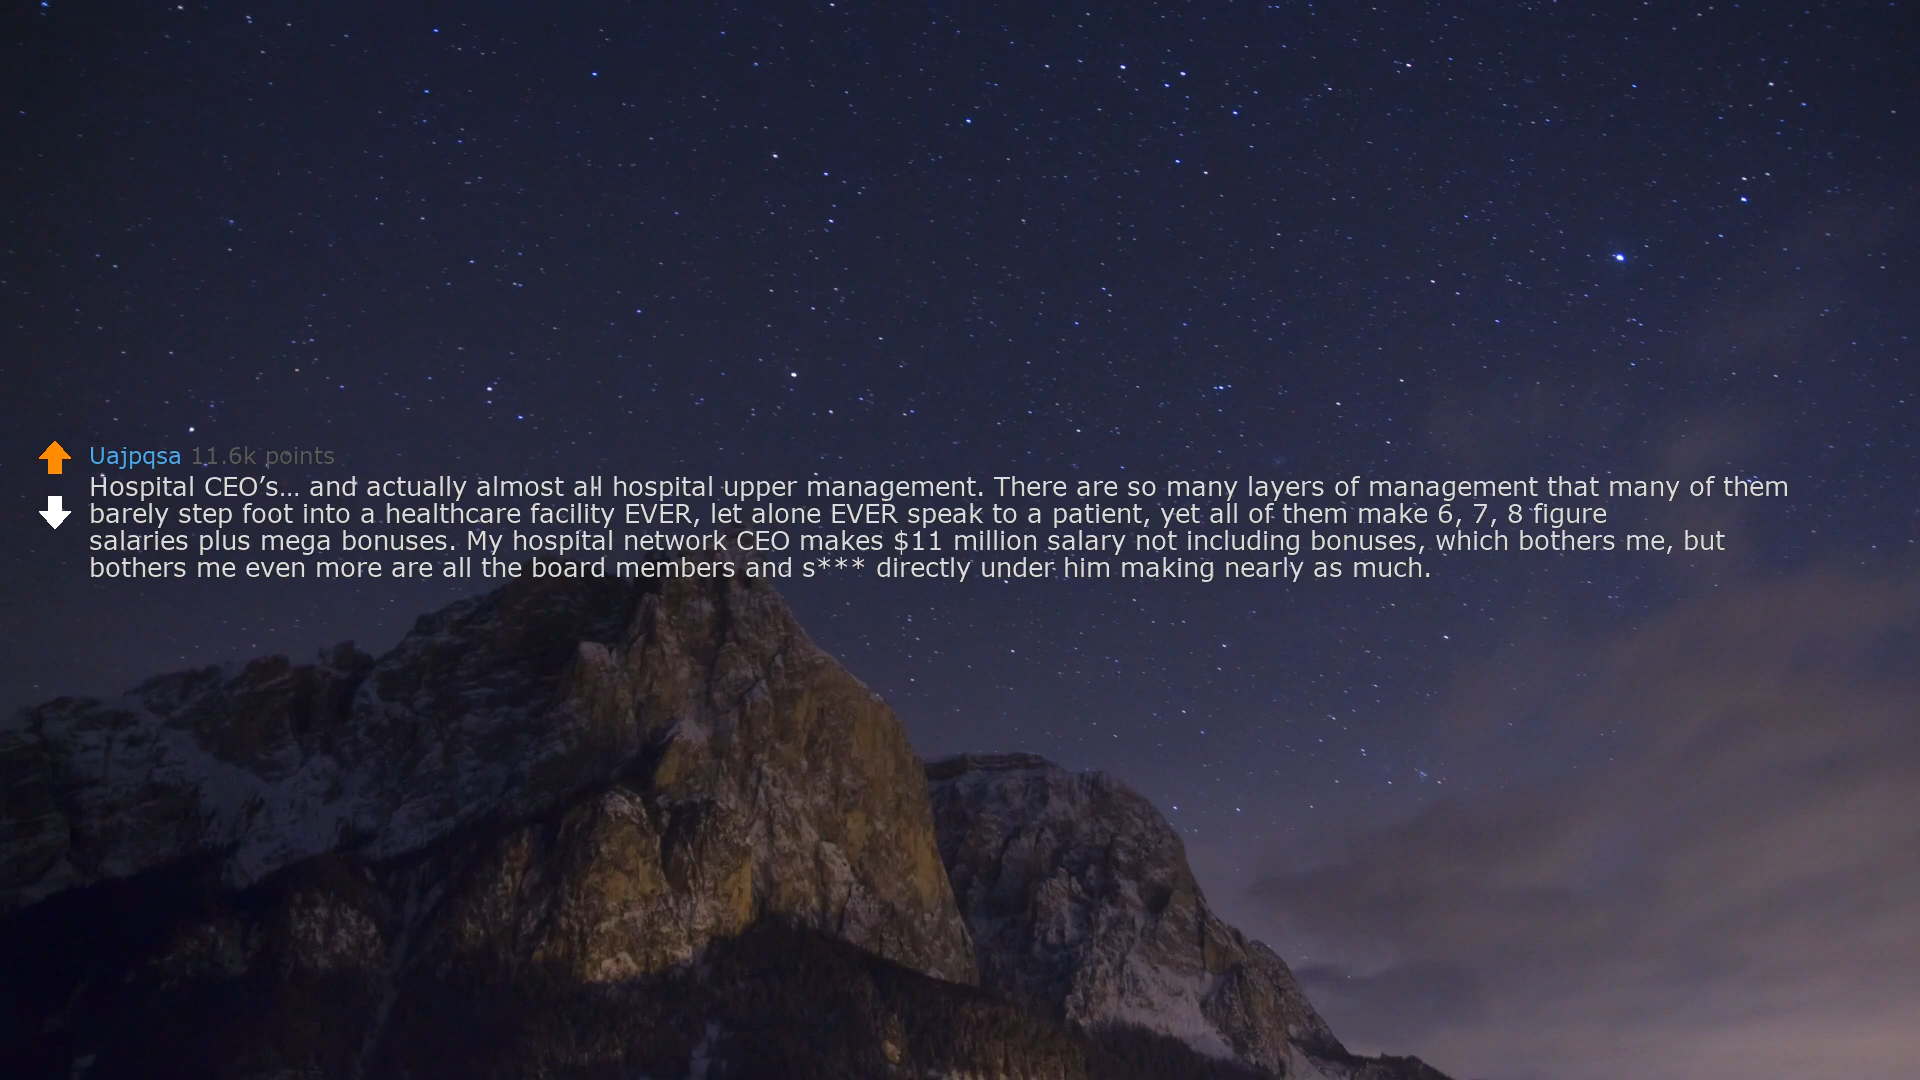 Uajpqsa 11.6k points
Hospital CEO’s… and actually almost all hospital upper management. There are so many layers of management that many of them
barely step foot into a healthcare facility EVER, let alone EVER speak to a patient, yet all of them make 6, 7, 8 figure
salaries plus mega bonuses. My hospital network CEO makes $11 million salary not including bonuses, which bothers me, but
bothers me even more are all the board members and s*** directly under him making nearly as much.